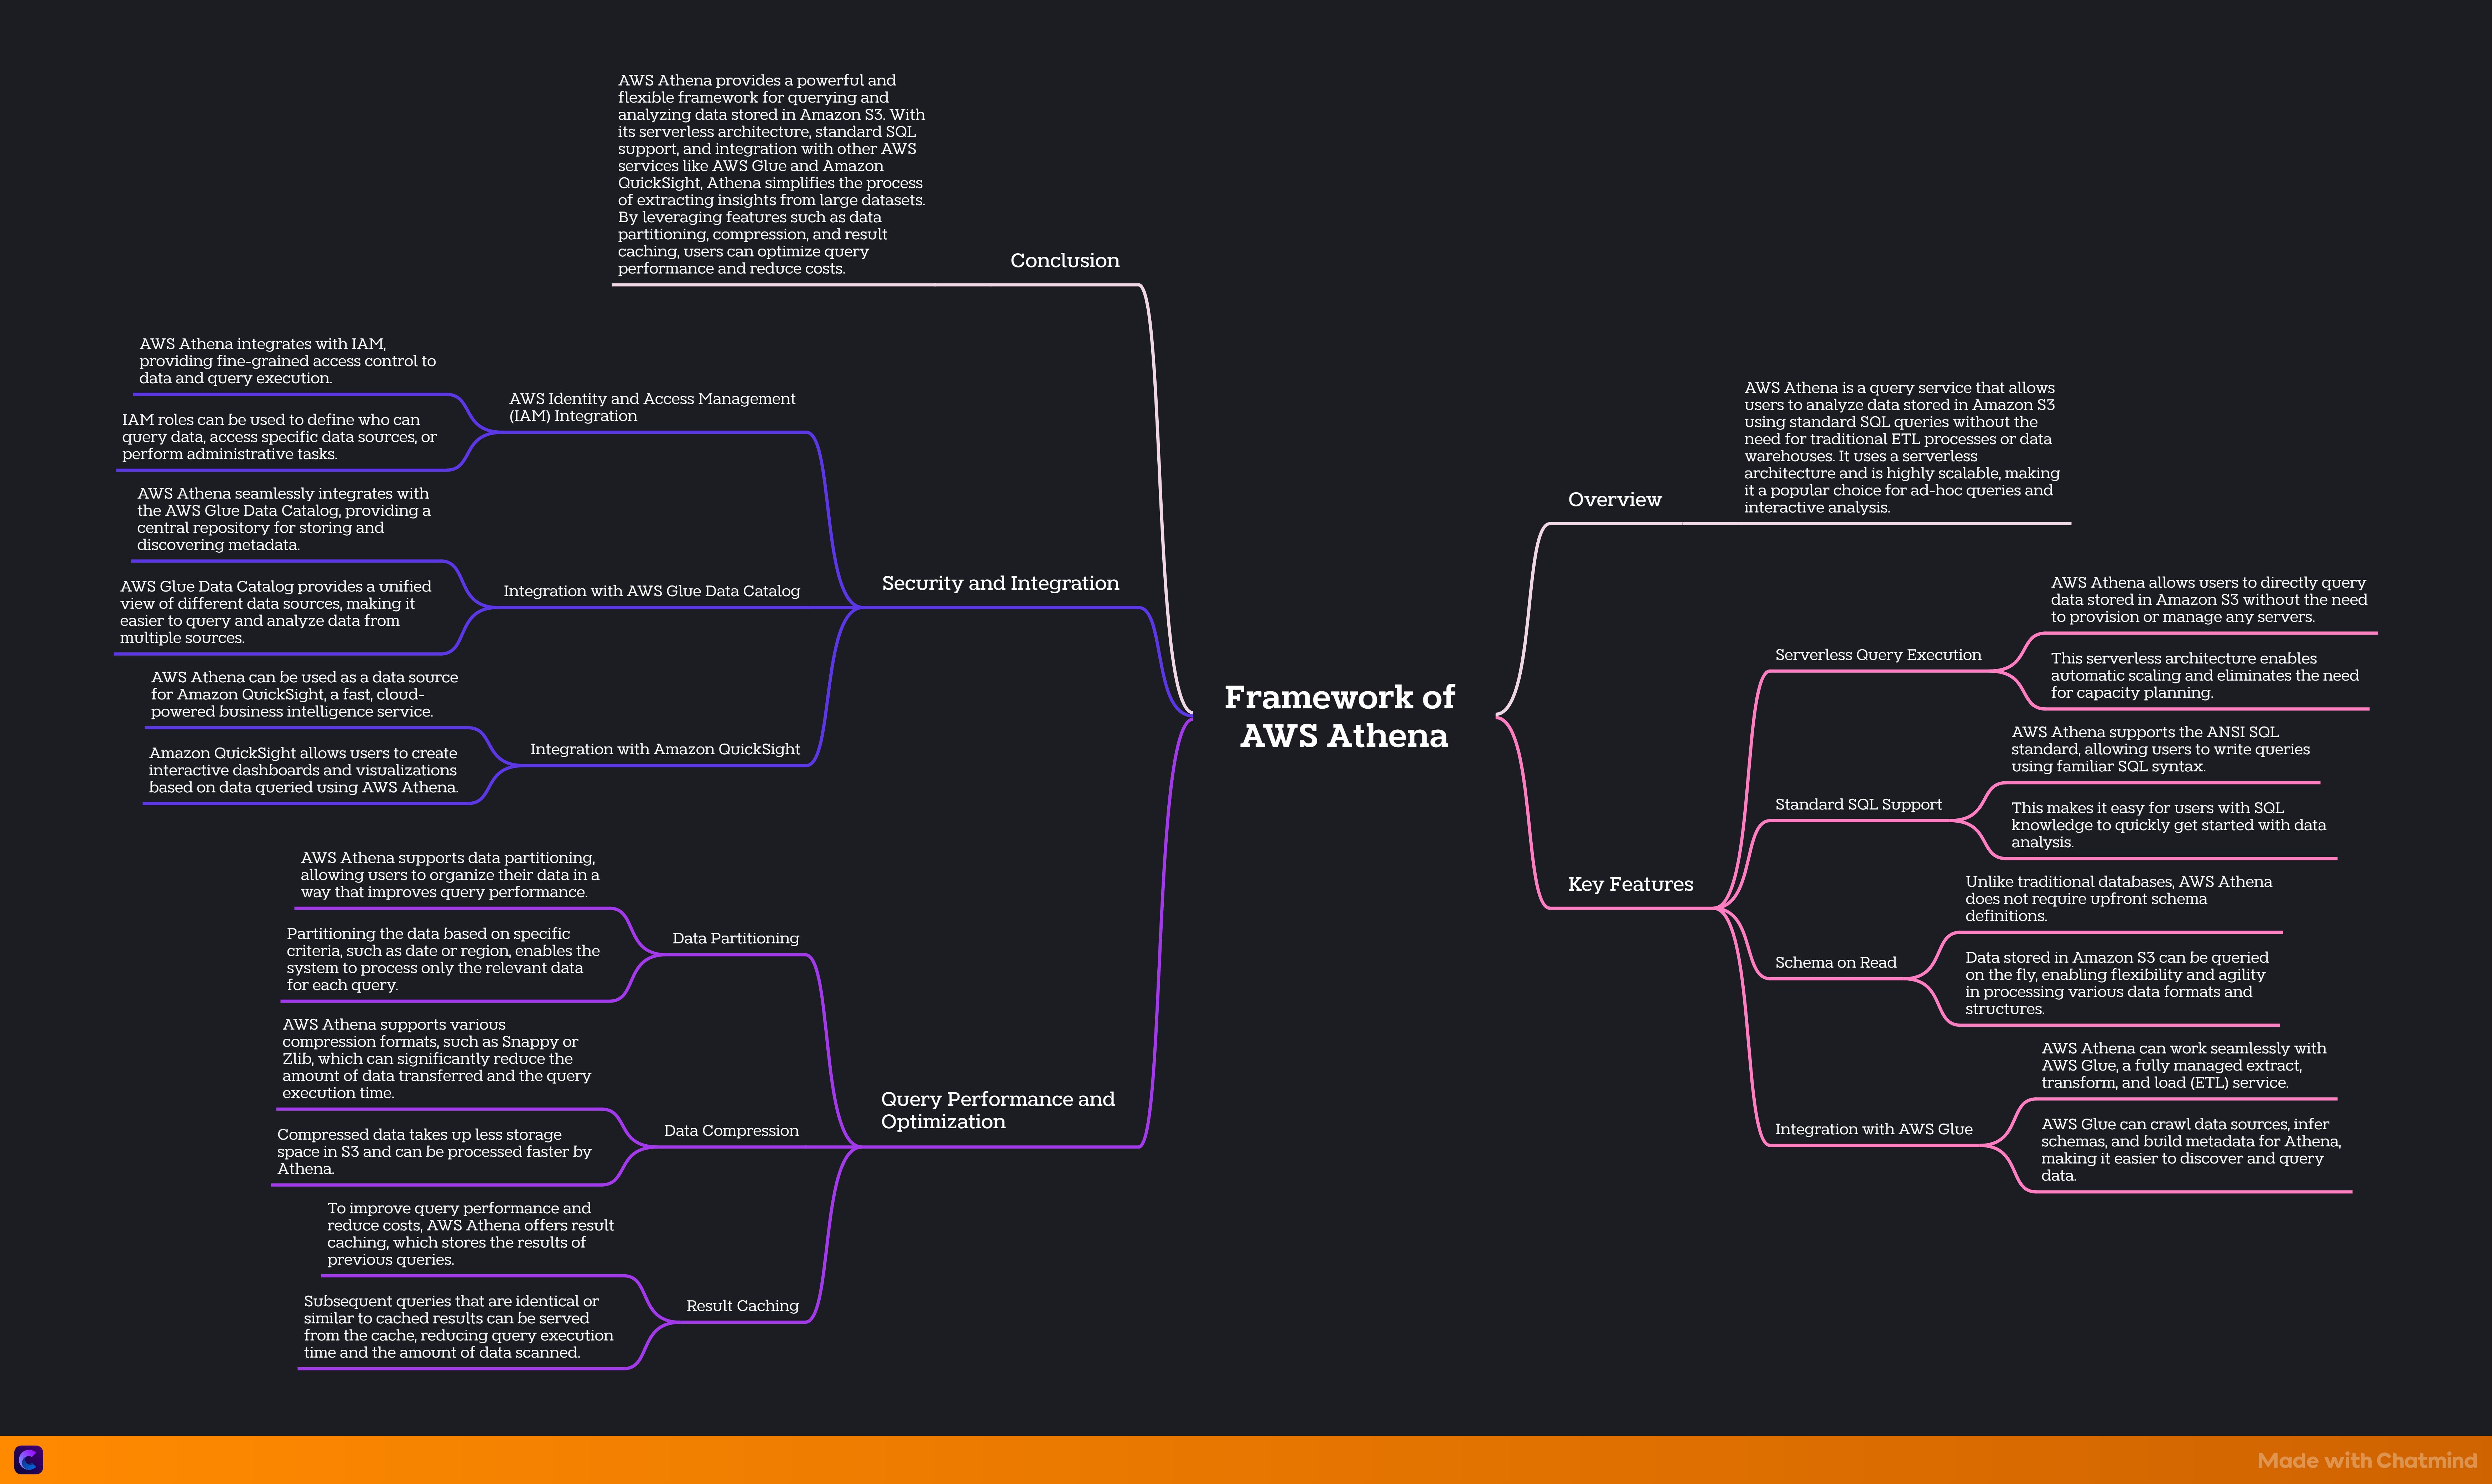 Framework of
AWS Athena
Overview
AWS Athena is a query service that allows
users to analyze data stored in Amazon S3
using standard SQL queries without the
need for traditional ETL processes or data
warehouses. It uses a serverless
architecture and is highly scalable, making
it a popular choice for ad-hoc queries and
interactive analysis.
Key Features
Serverless Query Execution
AWS Athena allows users to directly query
data stored in Amazon S3 without the need
to provision or manage any servers.
This serverless architecture enables
automatic scaling and eliminates the need
for capacity planning.
Standard SQL Support
AWS Athena supports the ANSI SQL
standard, allowing users to write queries
using familiar SQL syntax.
This makes it easy for users with SQL
knowledge to quickly get started with data
analysis.
Schema on Read
Unlike traditional databases, AWS Athena
does not require upfront schema
definitions.
Data stored in Amazon S3 can be queried
on the fly, enabling flexibility and agility
in processing various data formats and
structures.
Integration with AWS Glue
AWS Athena can work seamlessly with
AWS Glue, a fully managed extract,
transform, and load (ETL) service.
AWS Glue can crawl data sources, infer
schemas, and build metadata for Athena,
making it easier to discover and query
data.
Query Performance and
Optimization
Data Partitioning
AWS Athena supports data partitioning,
allowing users to organize their data in a
way that improves query performance.
Partitioning the data based on specific
criteria, such as date or region, enables the
system to process only the relevant data
for each query.
Data Compression
AWS Athena supports various
compression formats, such as Snappy or
Zlib, which can significantly reduce the
amount of data transferred and the query
execution time.
Compressed data takes up less storage
space in S3 and can be processed faster by
Athena.
Result Caching
To improve query performance and
reduce costs, AWS Athena offers result
caching, which stores the results of
previous queries.
Subsequent queries that are identical or
similar to cached results can be served
from the cache, reducing query execution
time and the amount of data scanned.
Security and Integration
AWS Identity and Access Management
(IAM) Integration
AWS Athena integrates with IAM,
providing fine-grained access control to
data and query execution.
IAM roles can be used to define who can
query data, access specific data sources, or
perform administrative tasks.
Integration with AWS Glue Data Catalog
AWS Athena seamlessly integrates with
the AWS Glue Data Catalog, providing a
central repository for storing and
discovering metadata.
AWS Glue Data Catalog provides a unified
view of different data sources, making it
easier to query and analyze data from
multiple sources.
Integration with Amazon QuickSight
AWS Athena can be used as a data source
for Amazon QuickSight, a fast, cloud-
powered business intelligence service.
Amazon QuickSight allows users to create
interactive dashboards and visualizations
based on data queried using AWS Athena.
Conclusion
AWS Athena provides a powerful and
flexible framework for querying and
analyzing data stored in Amazon S3. With
its serverless architecture, standard SQL
support, and integration with other AWS
services like AWS Glue and Amazon
QuickSight, Athena simplifies the process
of extracting insights from large datasets.
By leveraging features such as data
partitioning, compression, and result
caching, users can optimize query
performance and reduce costs.
Made with Chatmind